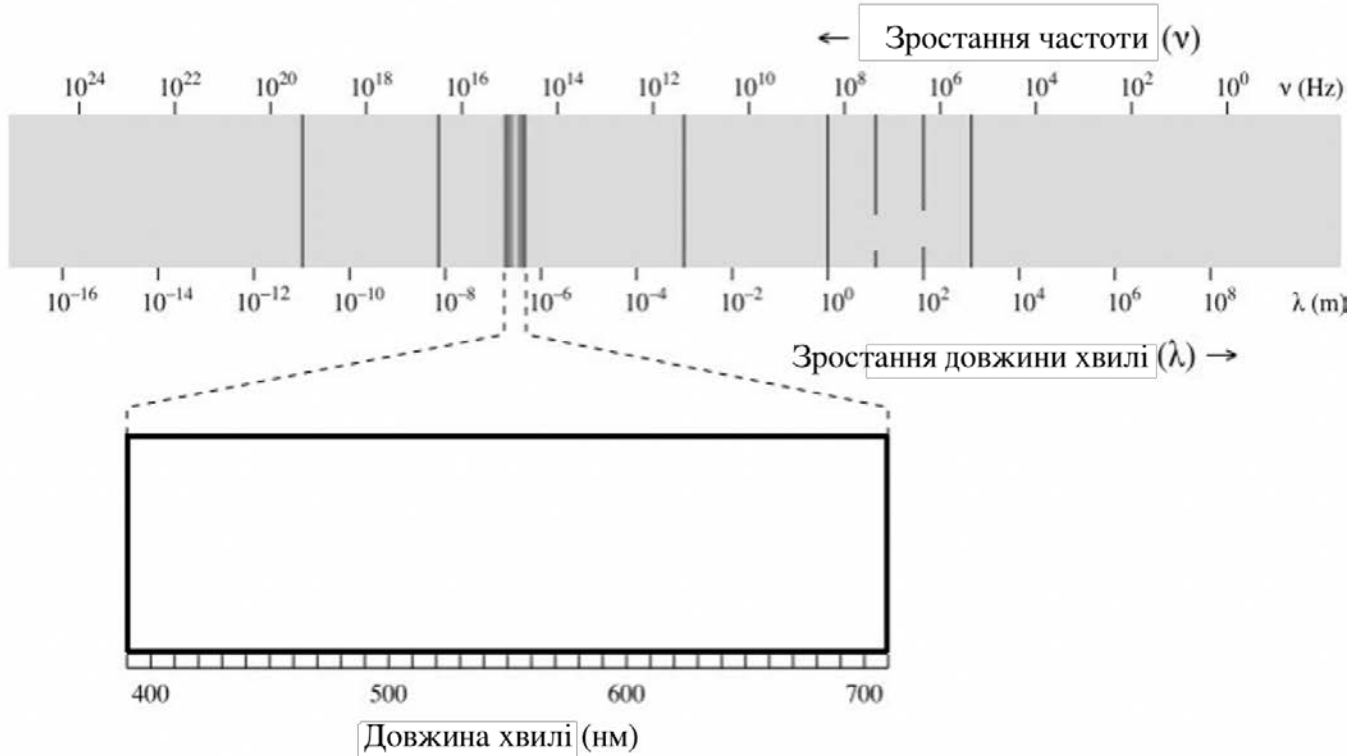 ← Зростання частоти (ν)
10²⁴ 10²² 10²⁰ 10¹⁸ 10¹⁶ 10¹⁴ 10¹² 10¹⁰ 10⁸ 10⁶ 10⁴ 10² 10⁰ ν (Hz)
10⁻¹⁶ 10⁻¹⁴ 10⁻¹² 10⁻¹⁰ 10⁻⁸ 10⁻⁶ 10⁻⁴ 10⁻² 10⁰ 10² 10⁴ 10⁶ 10⁸ λ (m)
Зростання довжини хвилі (λ) →
400 500 600 700
Довжина хвилі (нм)